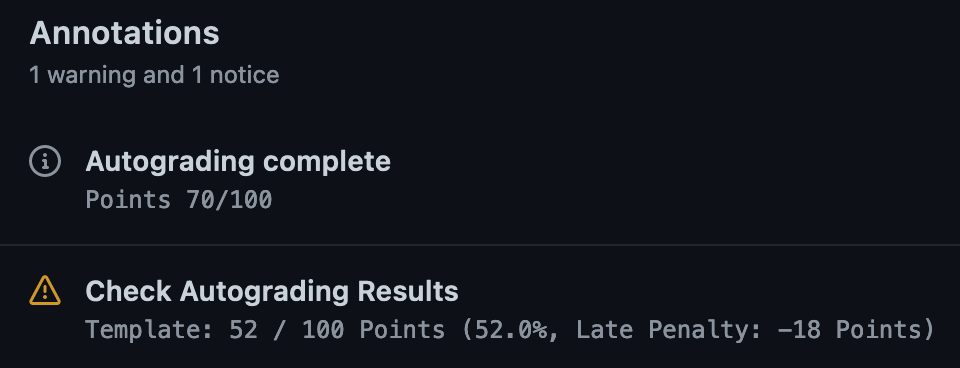 Annotations
1 warning and 1 notice
Autograding complete
Points 70/100
Check Autograding Results
Template: 52 / 100 Points (52.0%, Late Penalty: -18 Points)